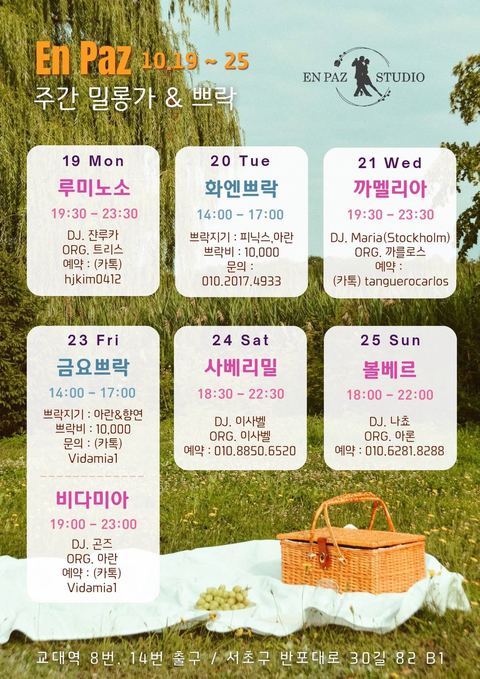 En Paz 10.19 ~ 25
EN PAZ STUDIO
주간 밀롱가 & 쁘락
19 Mon
루미노소
19:30 – 23:30
DJ. 쟌루카
ORG. 트리스
예약 : (카톡)
hjkim0412
20 Tue
화엔쁘락
14:00 – 17:00
쁘락지기 : 피닉스,아란
쁘락비 : 10,000
문의 :
010.2017.4933
21 Wed
까멜리아
19:30 – 23:30
DJ. Maria(Stockholm)
ORG. 까를로스
예약 :
(카톡) tanguerocarlos
23 Fri
금요쁘락
14:00 – 17:00
쁘락지기 : 아란&향연
쁘락비 : 10,000
문의 : (카톡)
Vidamia1
비다미아
19:00 – 23:00
DJ. 곤즈
ORG. 아란
예약 : (카톡)
Vidamia1
24 Sat
사베리밀
18:30 – 22:30
DJ. 이사벨
ORG. 이사벨
예약 : 010.8850.6520
25 Sun
볼베르
18:00 – 22:00
DJ. 나쵸
ORG. 아론
예약 : 010.6281.8288
교대역 8번. 14번 출구 / 서초구 반포대로 30길 82 B1